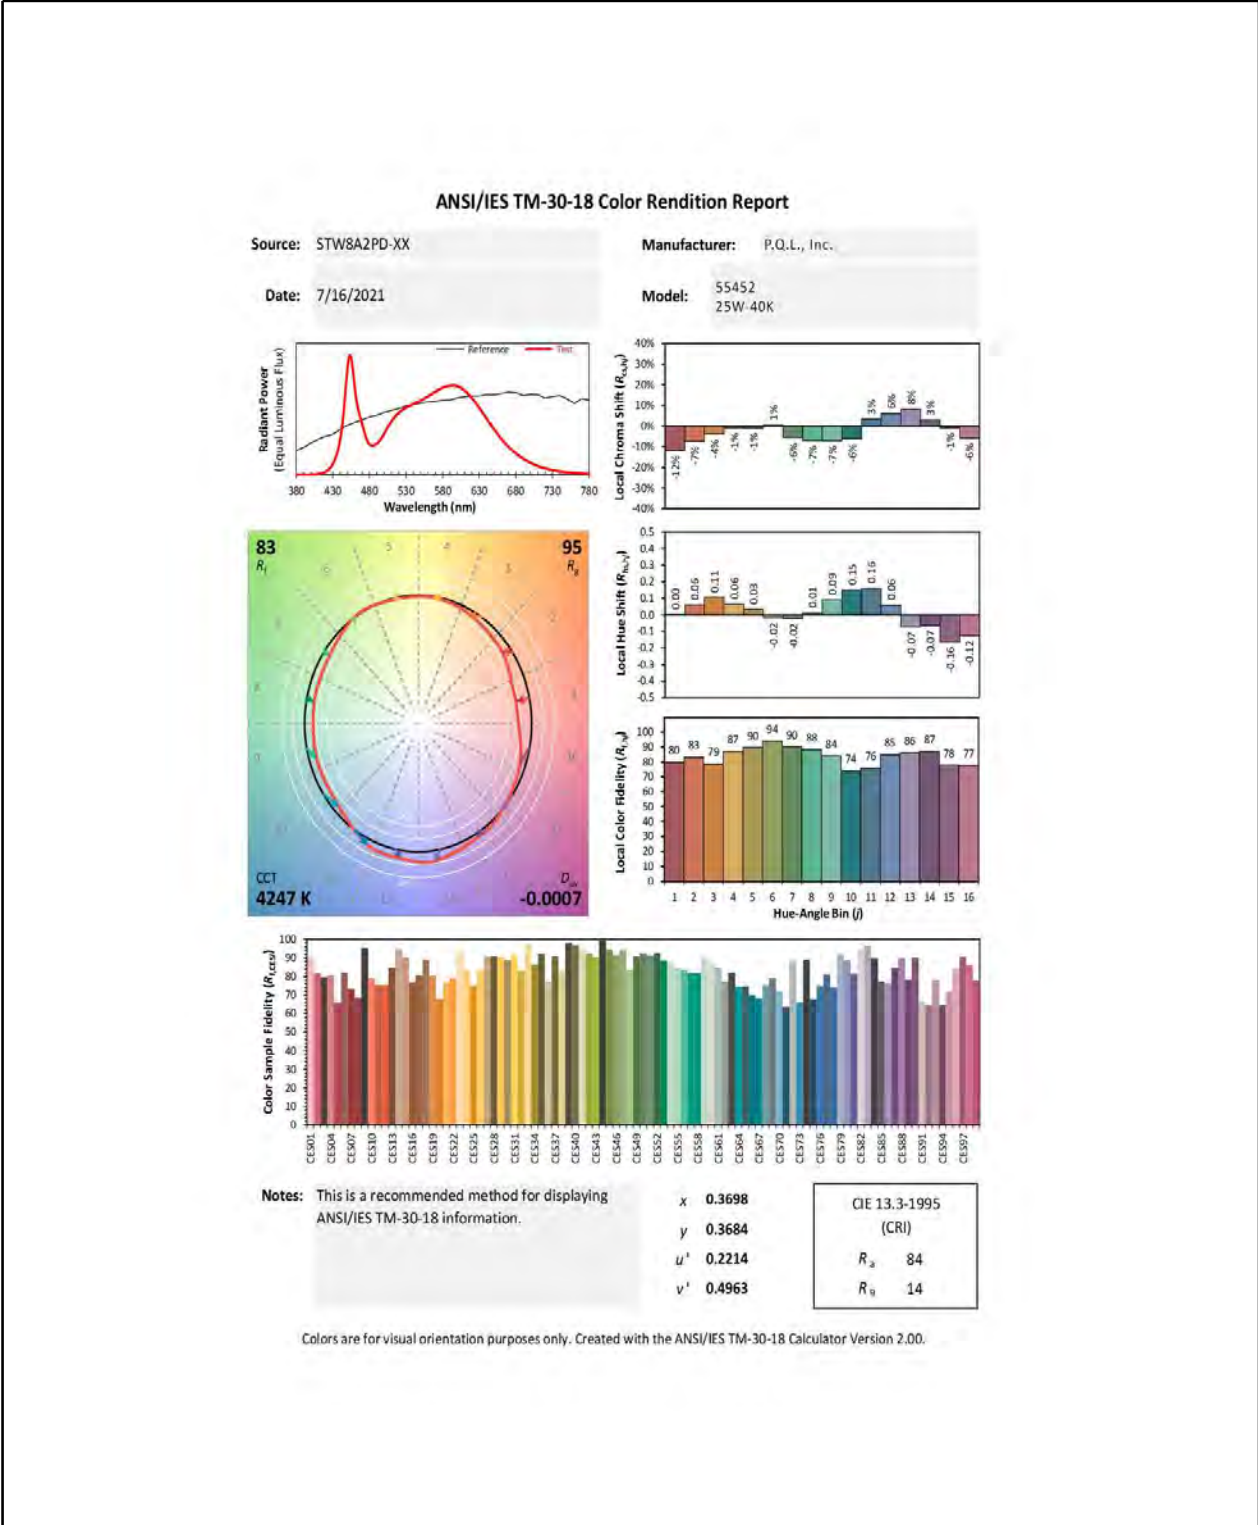 ANSI/IES TM-30-18 Color Rendition Report
Source: STW8A2PD-XX
Manufacturer: P.Q.L., Inc.
Date: 7/16/2021
Model: 55452
25W-40K
Radiant Power
(Equal Luminous Flux)
Reference Test
380 430 480 530 580 630 680 730 780
Wavelength (nm)
Local Chroma Shift (Rcs,hj)
40%
30%
20%
10%
0%
-10%
-20%
-30%
-40%
-12% -7% -4% -1% -1% 1% -6% -7% -7% -6% 3% 6% 8% 3% -1% -6%
83
Rf
95
Rg
CCT
4247 K
Duv
-0.0007
Local Hue Shift (Rhs,hj)
0.5
0.4
0.3
0.2
0.1
0.0
-0.1
-0.2
-0.3
-0.4
-0.5
0.00 0.06 0.11 0.06 0.03 -0.02 -0.02 0.01 0.09 0.15 0.16 0.06 -0.07 -0.07 -0.16 -0.12
Local Color Fidelity (Rf,hj)
100
90
80
70
60
50
40
30
20
10
0
80 83 79 87 90 94 90 88 84 74 76 85 86 87 78 77
1 2 3 4 5 6 7 8 9 10 11 12 13 14 15 16
Hue-Angle Bin (j)
Color Sample Fidelity (Rf,CESi)
100
90
80
70
60
50
40
30
20
10
0
CES01 CES04 CES07 CES10 CES13 CES16 CES19 CES22 CES25 CES28 CES31 CES34 CES37 CES40 CES43 CES46 CES49 CES52 CES55 CES58 CES61 CES64 CES67 CES70 CES73 CES76 CES79 CES82 CES85 CES88 CES91 CES94 CES97
Notes: This is a recommended method for displaying
ANSI/IES TM-30-18 information.
x 0.3698
y 0.3684
u' 0.2214
v' 0.4963
CIE 13.3-1995
(CRI)
Ra 84
R9 14
Colors are for visual orientation purposes only. Created with the ANSI/IES TM-30-18 Calculator Version 2.00.